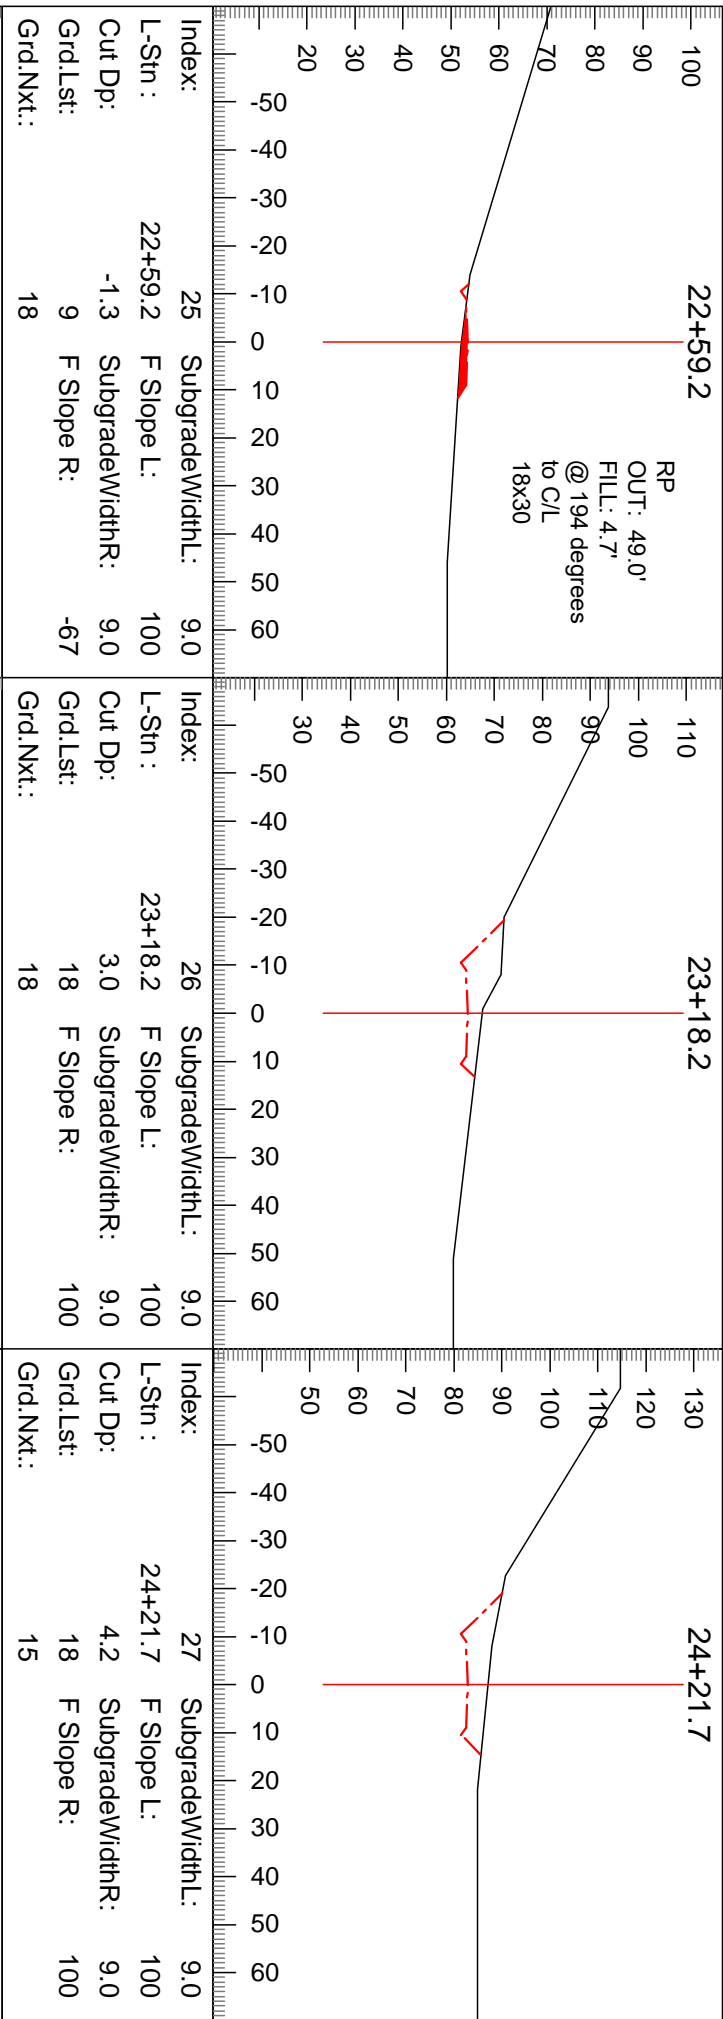 22+59.2
RP
OUT: 49.0'
FILL: 4.7'
@ 194 degrees
to C/L
18x30
100
90
80
70
60
50
40
30
20
-50 -40 -30 -20 -10 0 10 20 30 40 50 60
Index: 25 SubgradeWidthL: 9.0
L-Stn : 22+59.2 F Slope L: 100
Cut Dp: -1.3 SubgradeWidthR: 9.0
Grd.Lst: 9 F Slope R: -67
Grd.Nxt.: 18
23+18.2
110
100
90
80
70
60
50
40
30
-50 -40 -30 -20 -10 0 10 20 30 40 50 60
Index: 26 SubgradeWidthL: 9.0
L-Stn : 23+18.2 F Slope L: 100
Cut Dp: 3.0 SubgradeWidthR: 9.0
Grd.Lst: 18 F Slope R: 100
Grd.Nxt.: 18
24+21.7
130
120
110
100
90
80
70
60
50
-50 -40 -30 -20 -10 0 10 20 30 40 50 60
Index: 27 SubgradeWidthL: 9.0
L-Stn : 24+21.7 F Slope L: 100
Cut Dp: 4.2 SubgradeWidthR: 9.0
Grd.Lst: 18 F Slope R: 100
Grd.Nxt.: 15